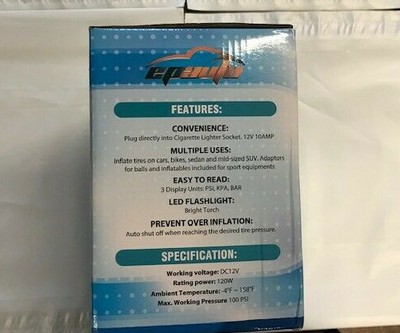 epauto
FEATURES:
CONVENIENCE:
Plug directly into Cigarette Lighter Socket. 12V 10AMP
MULTIPLE USES:
Inflate tires on cars, bikes, sedan and mid-sized SUV. Adaptors
for balls and inflatables included for sport equipments
EASY TO READ:
3 Display Units: PSI, KPA, BAR
LED FLASHLIGHT:
Bright Torch
PREVENT OVER INFLATION:
Auto shut off when reaching the desired tire pressure.
SPECIFICATION:
Working voltage: DC12V
Rating power: 120W
Ambient Temperature: -4°F ~ 158°F
Max. Working Pressure 100 PSI